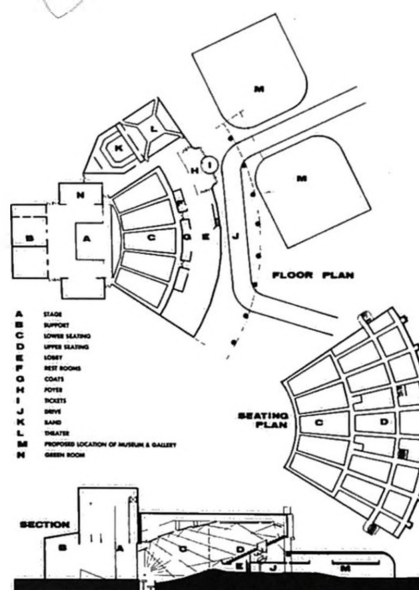 M
L
K
I
H
M
N
F
B
A
C
G
E
J
FLOOR PLAN
A STAGE
B SUPPORT
C LOWER SEATING
D UPPER SEATING
E LOBBY
F REST ROOMS
G COATS
H FOYER
I TICKETS
J DRIVE
K BAND
L THEATER
M PROPOSED LOCATION OF MUSEUM & GALLERY
N GREEN ROOM
SEATING
PLAN
C
D
SECTION
B
A
C
D
E
J
M